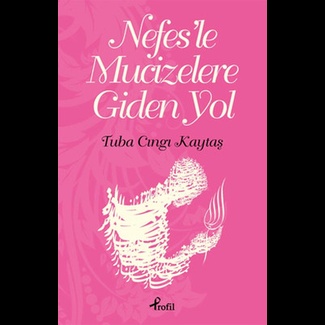 Nefes'le
Mucizelere
Giden Yol
Tuba Cıngı Kaytaş
Profil